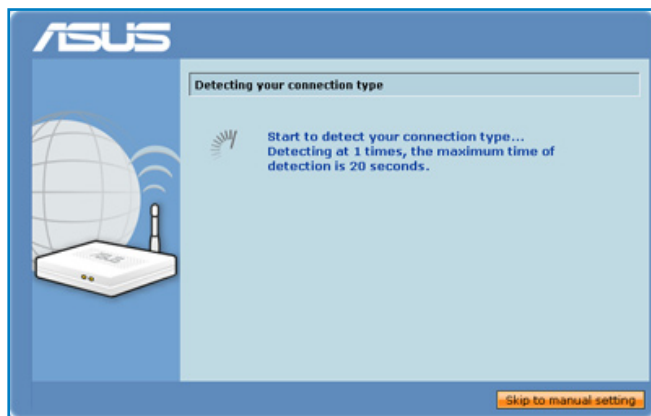 ASUS
Detecting your connection type
Start to detect your connection type...
Detecting at 1 times, the maximum time of
detection is 20 seconds.
ASUS
Skip to manual setting